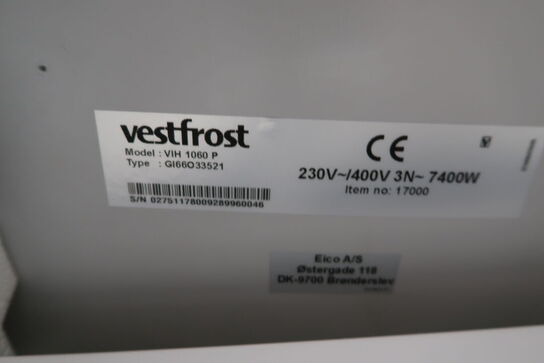 vestfrost
Model : VIH 1060 P
Type : GI66O33521
S/N 02751178009289960046
CE
230V~/400V 3N~ 7400W
Item no: 17000
Eico A/S
Østergade 118
DK-9700 Brønderslev